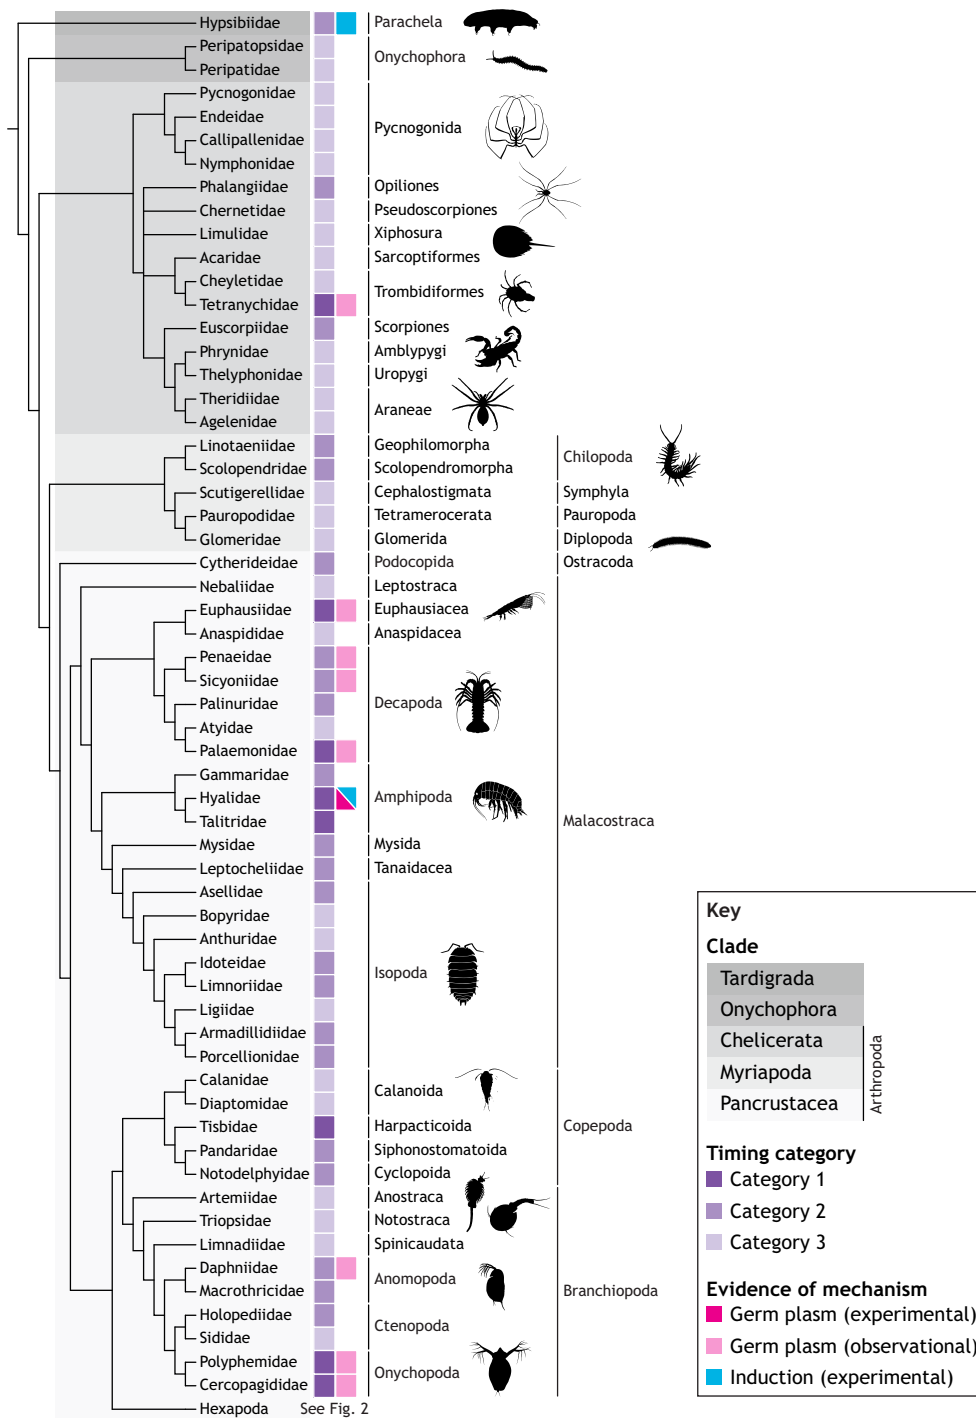 Hypsibiidae
Peripatopsidae
Peripatidae
Pycnogonidae
Endeidae
Callipallenidae
Nymphonidae
Phalangiidae
Chernetidae
Limulidae
Acaridae
Cheyletidae
Tetranychidae
Euscorpiidae
Phrynidae
Thelyphonidae
Theridiidae
Agelenidae
Linotaeniidae
Scolopendridae
Scutigerellidae
Pauropodidae
Glomeridae
Cytherideidae
Nebaliidae
Euphausiidae
Anaspididae
Penaeidae
Sicyoniidae
Palinuridae
Atyidae
Palaemonidae
Gammaridae
Hyalidae
Talitridae
Mysidae
Leptocheliidae
Asellidae
Bopyridae
Anthuridae
Idoteidae
Limnoriidae
Ligiidae
Armadillidiidae
Porcellionidae
Calanidae
Diaptomidae
Tisbidae
Pandaridae
Notodelphyidae
Artemiidae
Triopsidae
Limnadiidae
Daphniidae
Macrothricidae
Holopediidae
Sididae
Polyphemidae
Cercopagididae
Hexapoda
See Fig. 2
Parachela
Onychophora
Pycnogonida
Opiliones
Pseudoscorpiones
Xiphosura
Sarcoptiformes
Trombidiformes
Scorpiones
Amblypygi
Uropygi
Araneae
Geophilomorpha
Scolopendromorpha
Cephalostigmata
Tetramerocerata
Glomerida
Podocopida
Leptostraca
Euphausiacea
Anaspidacea
Decapoda
Amphipoda
Mysida
Tanaidacea
Isopoda
Calanoida
Harpacticoida
Siphonostomatoida
Cyclopoida
Anostraca
Notostraca
Spinicaudata
Anomopoda
Ctenopoda
Onychopoda
Chilopoda
Symphyla
Pauropoda
Diplopoda
Ostracoda
Malacostraca
Copepoda
Branchiopoda
Key
Clade
Tardigrada
Onychophora
Chelicerata
Myriapoda
Pancrustacea
Arthropoda
Timing category
Category 1
Category 2
Category 3
Evidence of mechanism
Germ plasm (experimental)
Germ plasm (observational)
Induction (experimental)